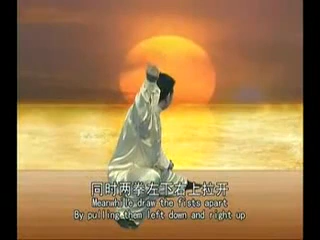 同时两拳左下右上拉开
Meanwhile draw the fists apart
By pulling them left down and right up